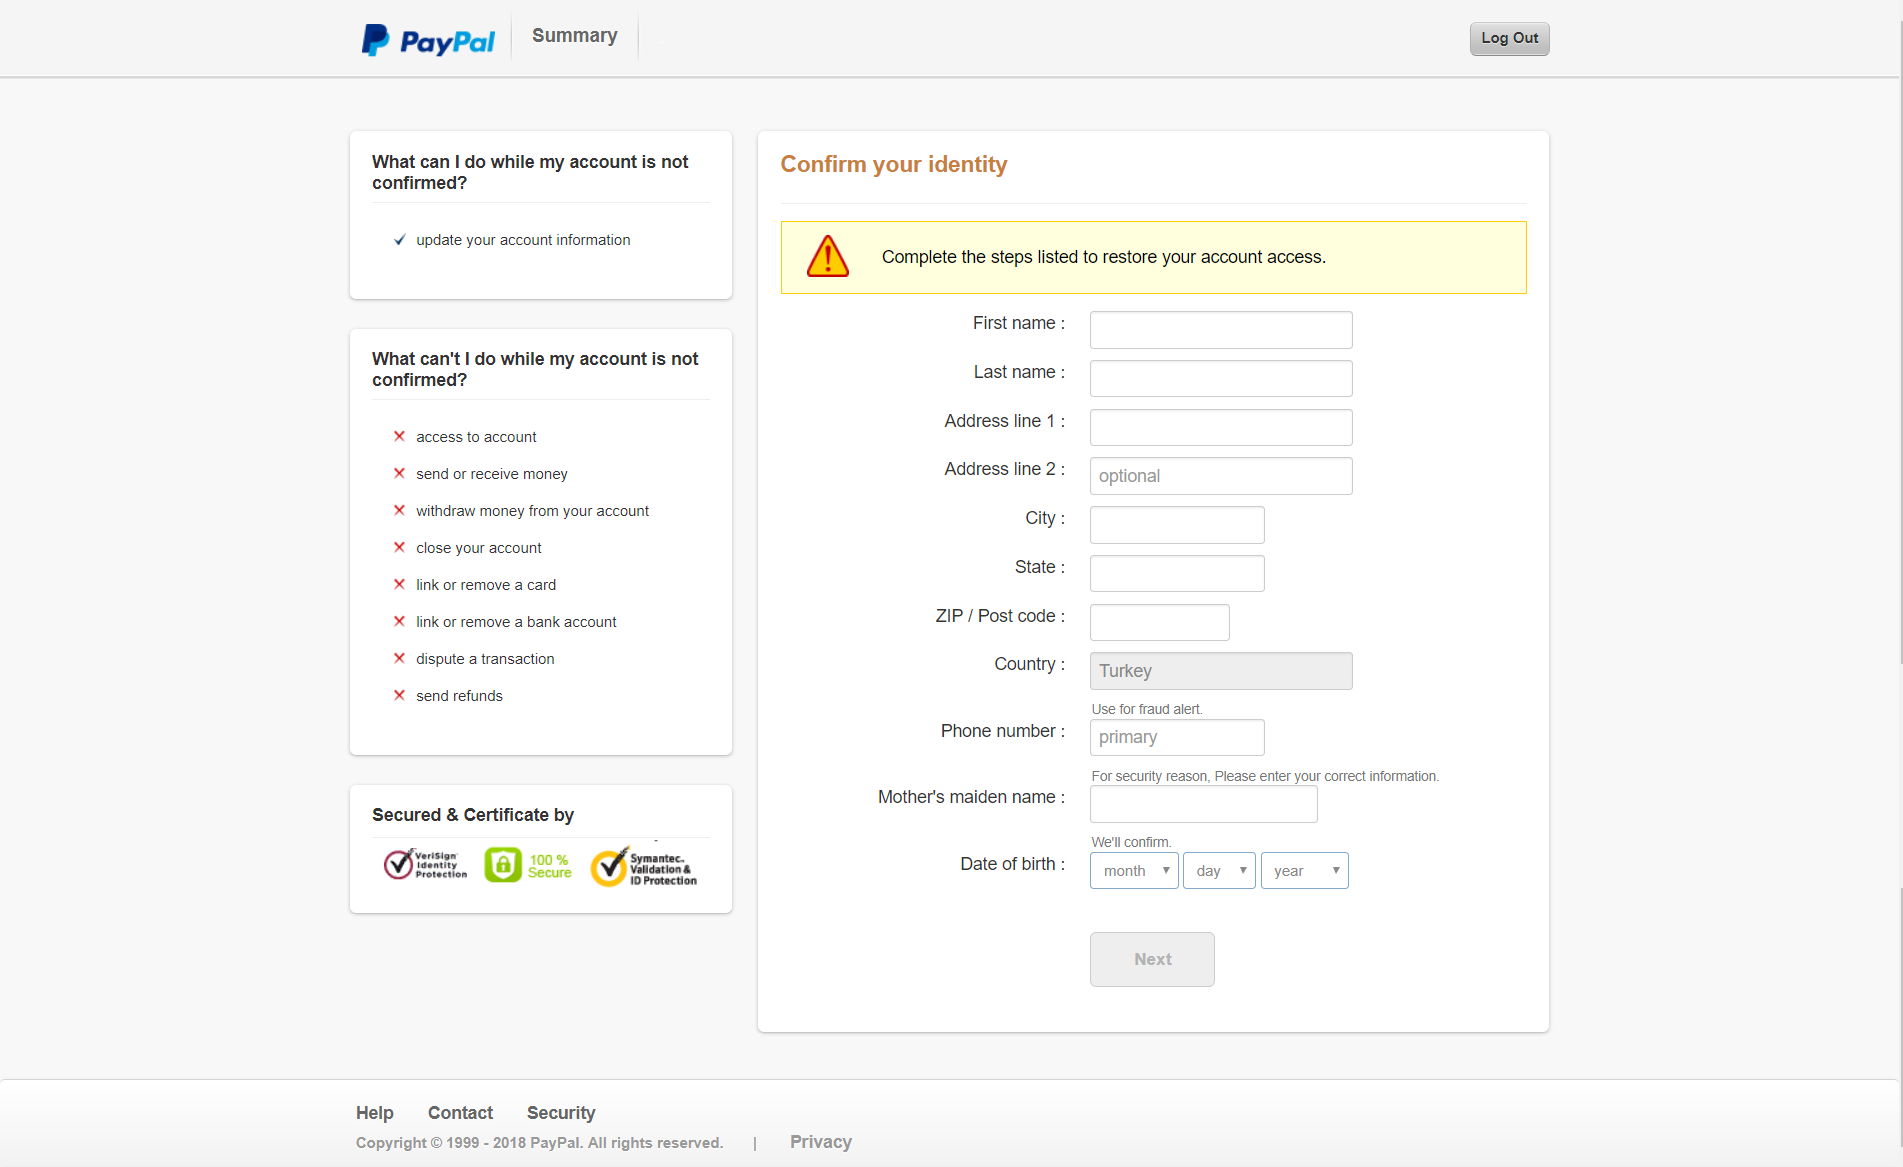 PayPal
Summary
Log Out
What can I do while my account is not
confirmed?
update your account information
What can't I do while my account is not
confirmed?
access to account
send or receive money
withdraw money from your account
close your account
link or remove a card
link or remove a bank account
dispute a transaction
send refunds
Secured & Certificate by
VeriSign
Identity
Protection
100 %
Secure
Symantec.
Validation &
ID Protection
Confirm your identity
Complete the steps listed to restore your account access.
First name :
Last name :
Address line 1 :
Address line 2 :
optional
City :
State :
ZIP / Post code :
Country :
Turkey
Use for fraud alert.
Phone number :
primary
For security reason, Please enter your correct information.
Mother's maiden name :
We'll confirm.
Date of birth :
month
day
year
Next
Help
Contact
Security
Copyright © 1999 - 2018 PayPal. All rights reserved.
|
Privacy